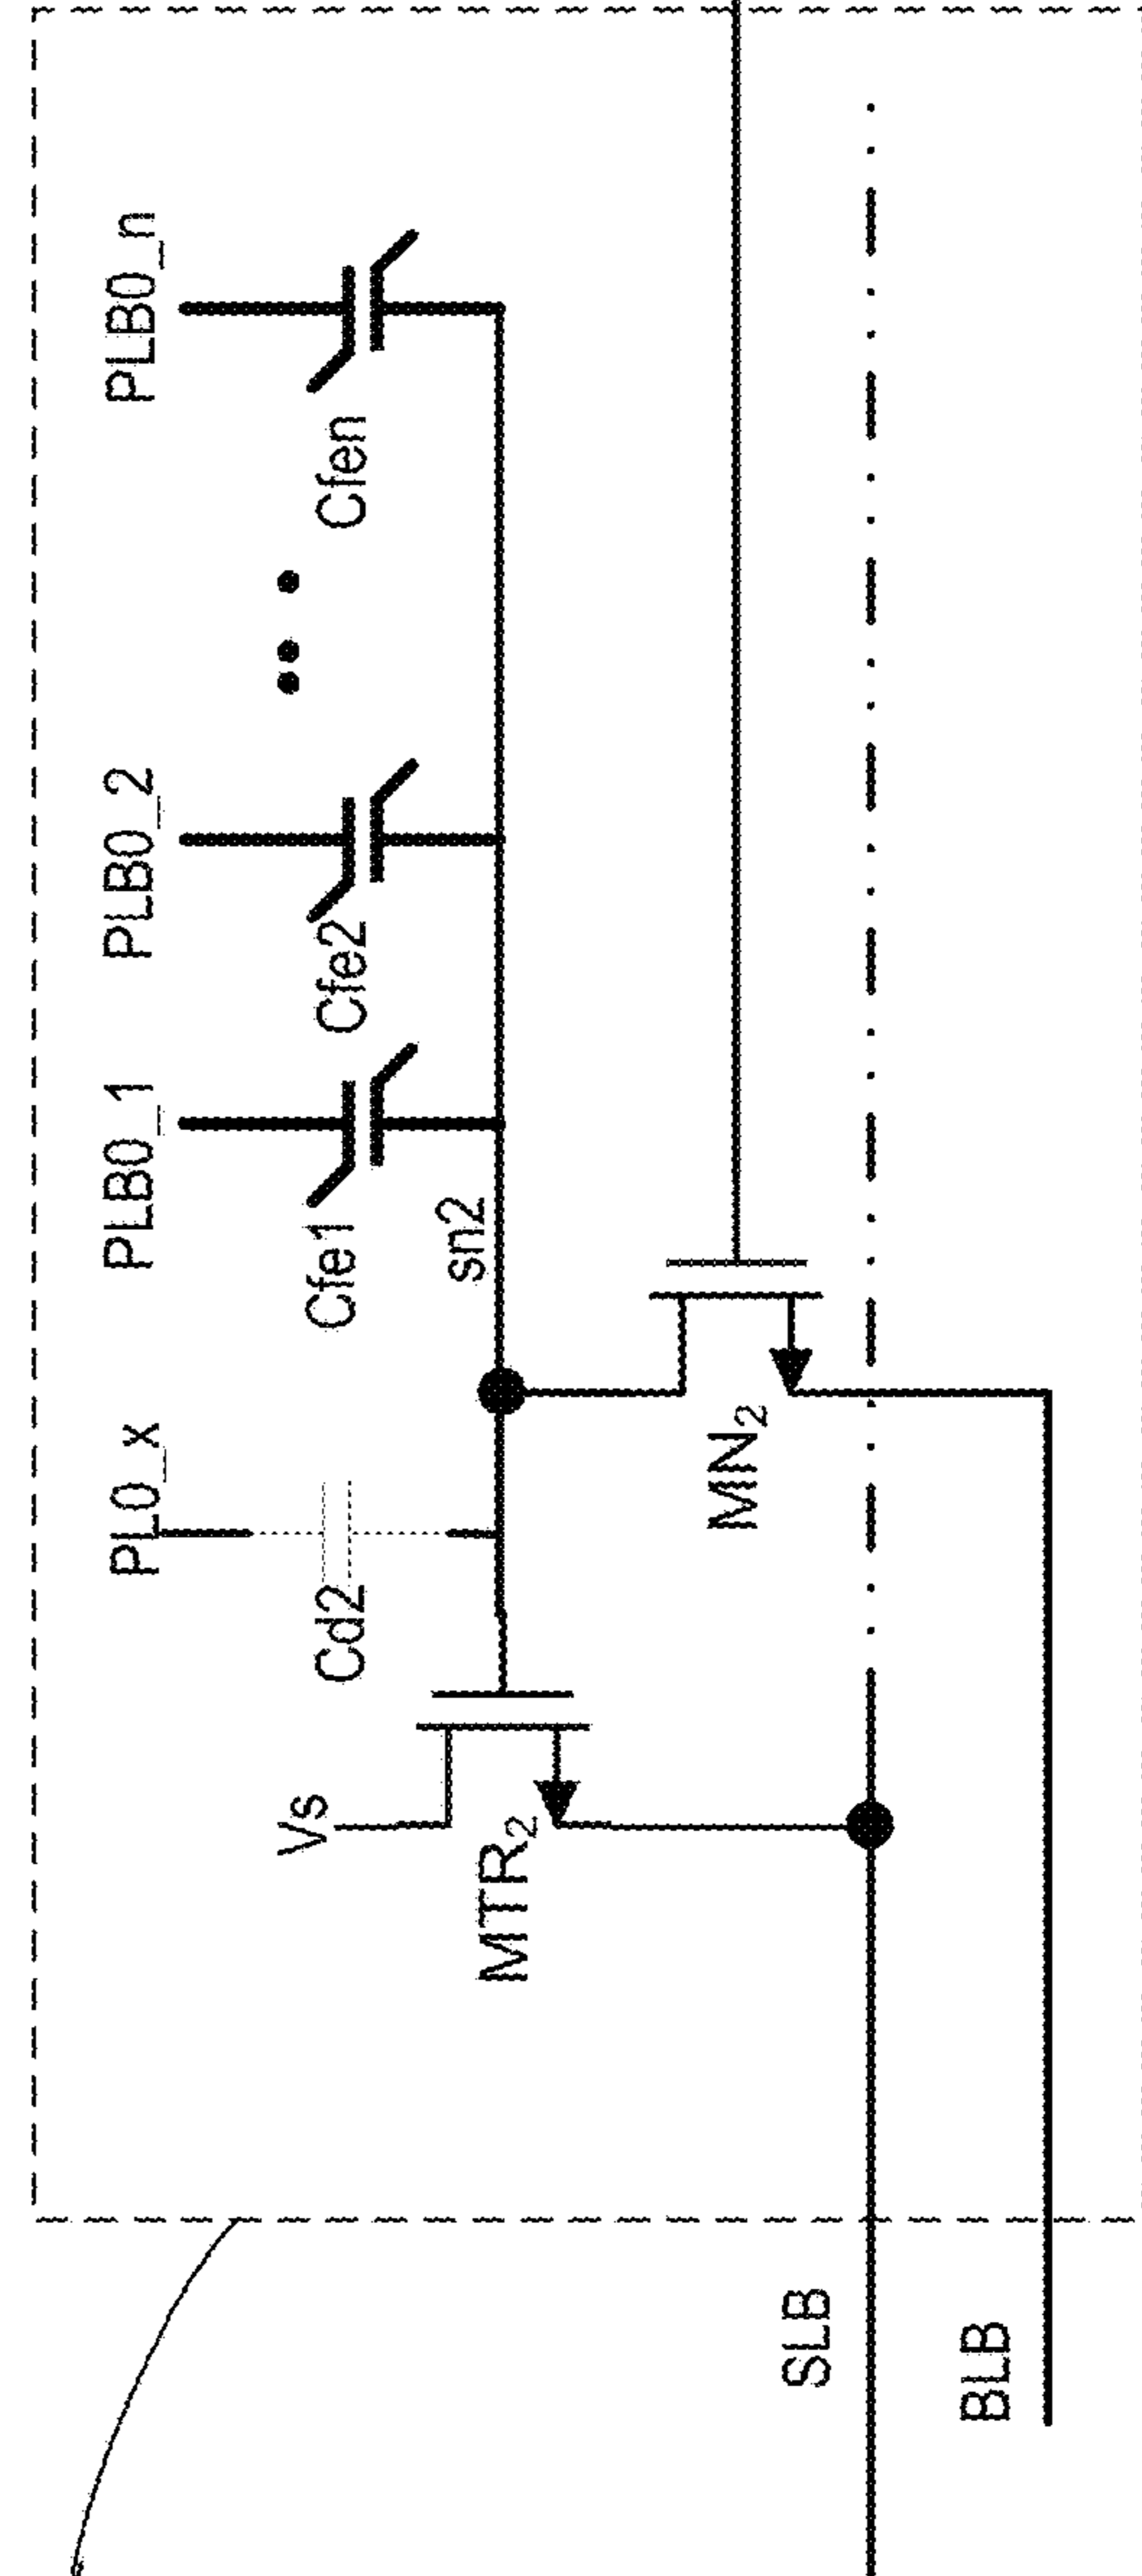 PL0_x
PLB0_1
PLB0_2
PLB0_n
Vs
Cd2
Cfe1
Cfe2
Cfen
sn2
MTR₂
MN₂
SLB
BLB